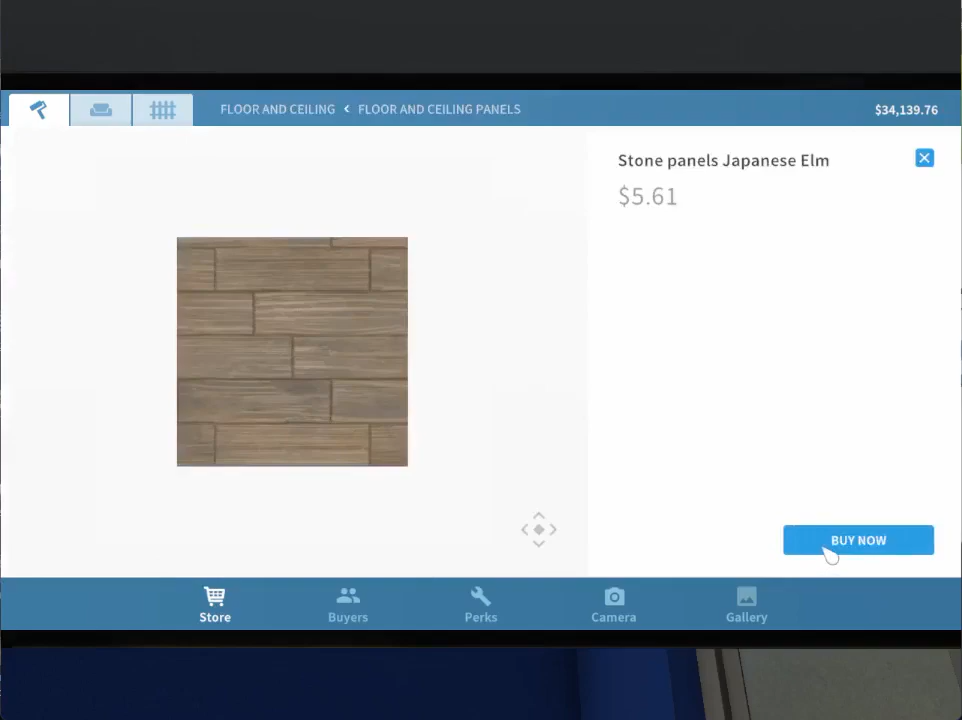 FLOOR AND CEILING < FLOOR AND CEILING PANELS
$34,139.76
Stone panels Japanese Elm
$5.61
BUY NOW
Store
Buyers
Perks
Camera
Gallery